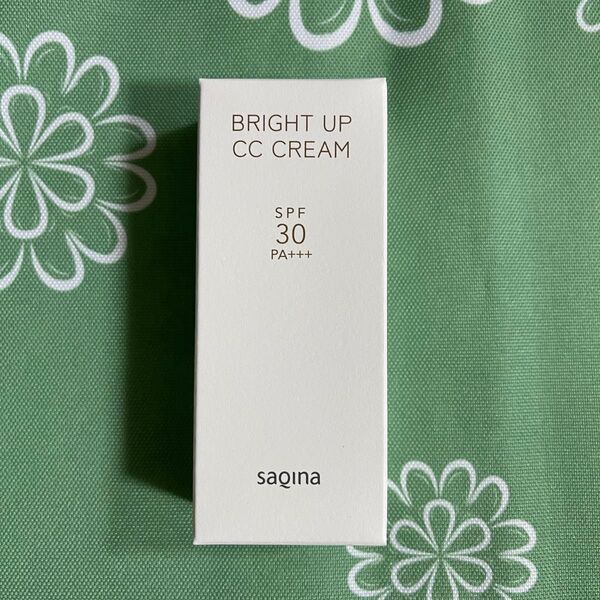 BRIGHT UP
CC CREAM
SPF
30
PA+++
saqina